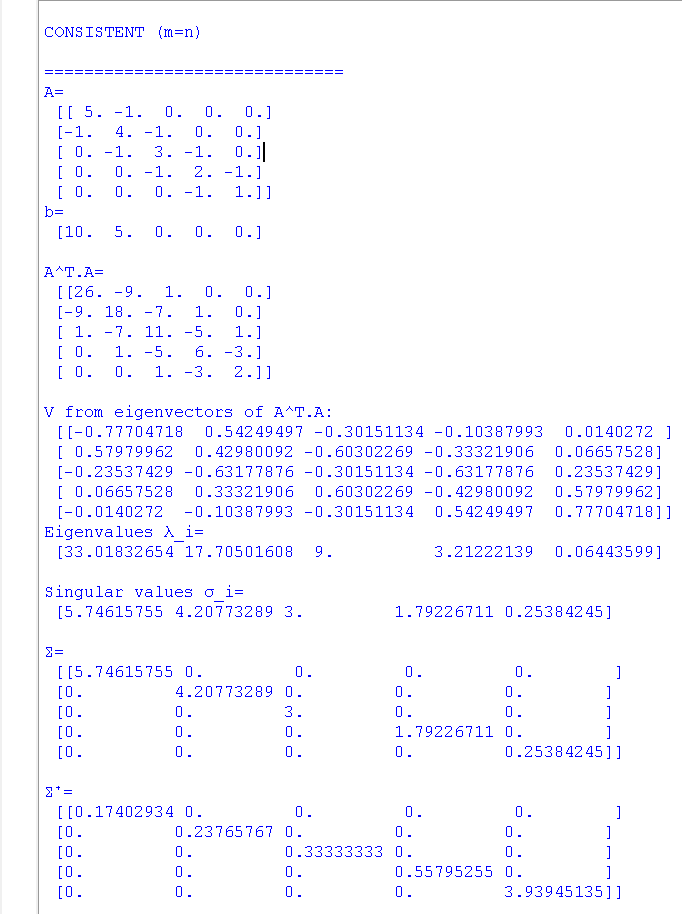 CONSISTENT (m=n)
==============================
A=
[[ 5. -1.  0.  0.  0.]
[-1.  4. -1.  0.  0.]
[ 0. -1.  3. -1.  0.]
[ 0.  0. -1.  2. -1.]
[ 0.  0.  0. -1.  1.]]
b=
[10.  5.  0.  0.  0.]
A^T.A=
[[26. -9.  1.  0.  0.]
[-9. 18. -7.  1.  0.]
[ 1. -7. 11. -5.  1.]
[ 0.  1. -5.  6. -3.]
[ 0.  0.  1. -3.  2.]]
V from eigenvectors of A^T.A:
[[-0.77704718  0.54249497 -0.30151134 -0.10387993  0.0140272 ]
[ 0.57979962  0.42980092 -0.60302269 -0.33321906  0.06657528]
[-0.23537429 -0.63177876 -0.30151134 -0.63177876  0.23537429]
[ 0.06657528  0.33321906  0.60302269 -0.42980092  0.57979962]
[-0.0140272  -0.10387993 -0.30151134  0.54249497  0.77704718]]
Eigenvalues λ_i=
[33.01832654 17.70501608  9.          3.21222139  0.06443599]
Singular values σ_i=
[5.74615755 4.20773289 3.         1.79226711 0.25384245]
Σ=
[[5.74615755 0.         0.         0.         0.        ]
[0.         4.20773289 0.         0.         0.        ]
[0.         0.         3.         0.         0.        ]
[0.         0.         0.         1.79226711 0.        ]
[0.         0.         0.         0.         0.25384245]]
Σ⁺=
[[0.17402934 0.         0.         0.         0.        ]
[0.         0.23765767 0.         0.         0.        ]
[0.         0.         0.33333333 0.         0.        ]
[0.         0.         0.         0.55795255 0.        ]
[0.         0.         0.         0.         3.93945135]]